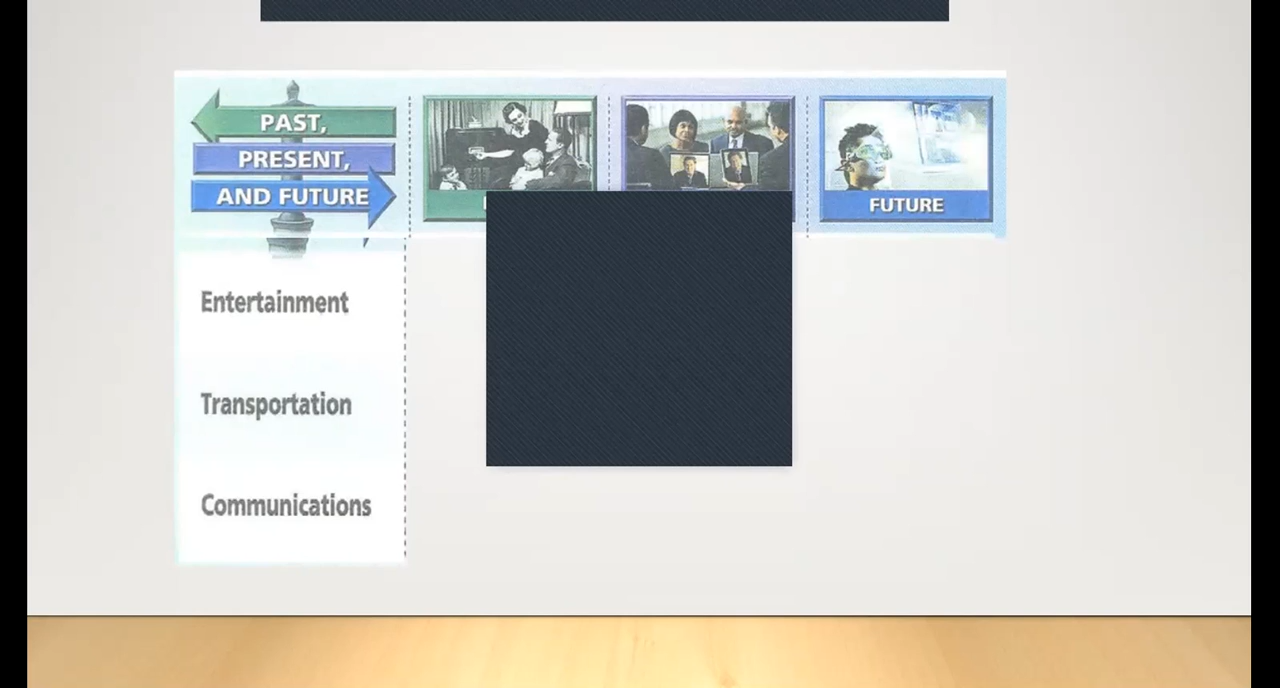 PAST,
PRESENT,
AND FUTURE
FUTURE
Entertainment
Transportation
Communications